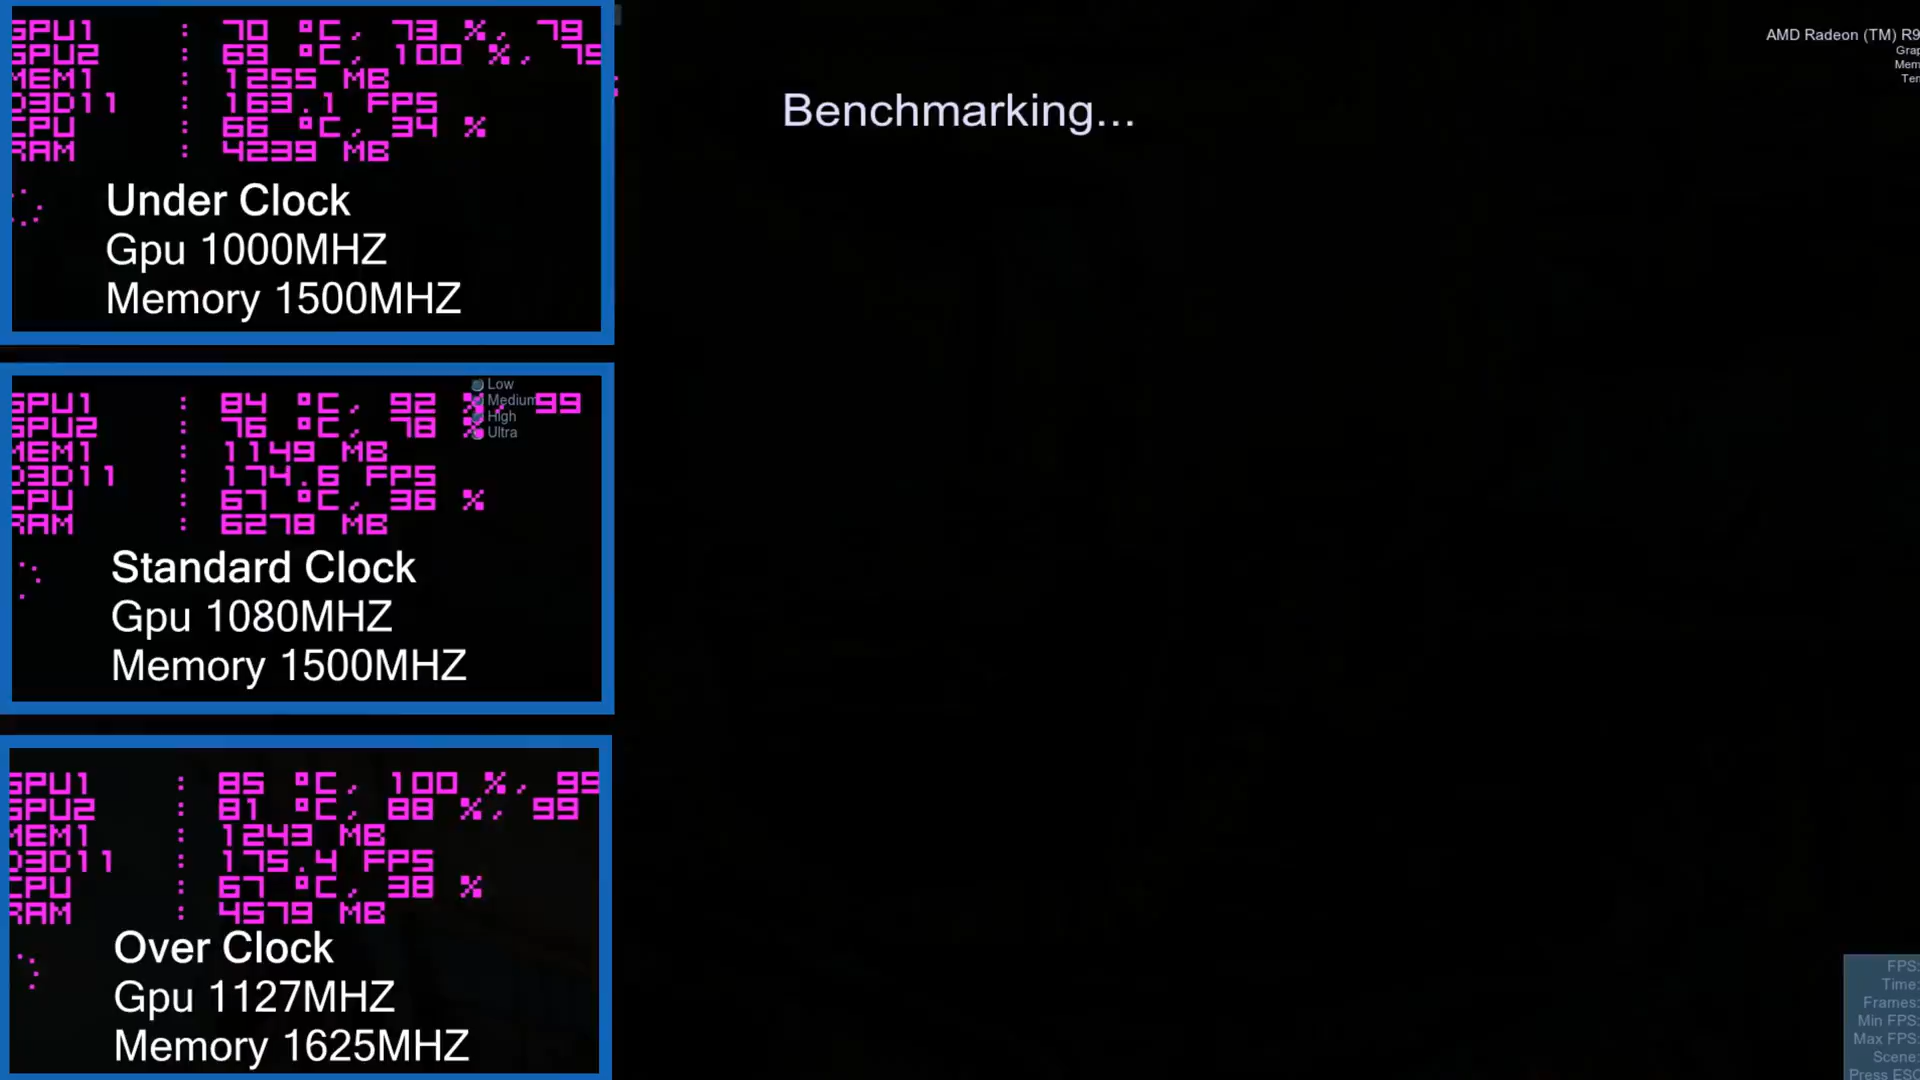 GPU1 : 70 °C, 73 %, 79
GPU2 : 69 °C, 100 %, 75
MEM1 : 1255 MB
D3D11 : 163.1 FPS
CPU : 66 °C, 34 %
RAM : 4239 MB
Under Clock
Gpu 1000MHZ
Memory 1500MHZ
Low
Medium
High
Ultra
GPU1 : 84 °C, 92 %, 99
GPU2 : 76 °C, 78 %
MEM1 : 1149 MB
D3D11 : 174.6 FPS
CPU : 67 °C, 36 %
RAM : 6278 MB
Standard Clock
Gpu 1080MHZ
Memory 1500MHZ
GPU1 : 85 °C, 100 %, 99
GPU2 : 81 °C, 88 %, 99
MEM1 : 1243 MB
D3D11 : 175.4 FPS
CPU : 67 °C, 38 %
RAM : 4579 MB
Over Clock
Gpu 1127MHZ
Memory 1625MHZ
Benchmarking...
AMD Radeon (TM) R9
Grap
Mem
Tem
FPS:
Time:
Frames:
Min FPS:
Max FPS:
Scene:
Press ESC